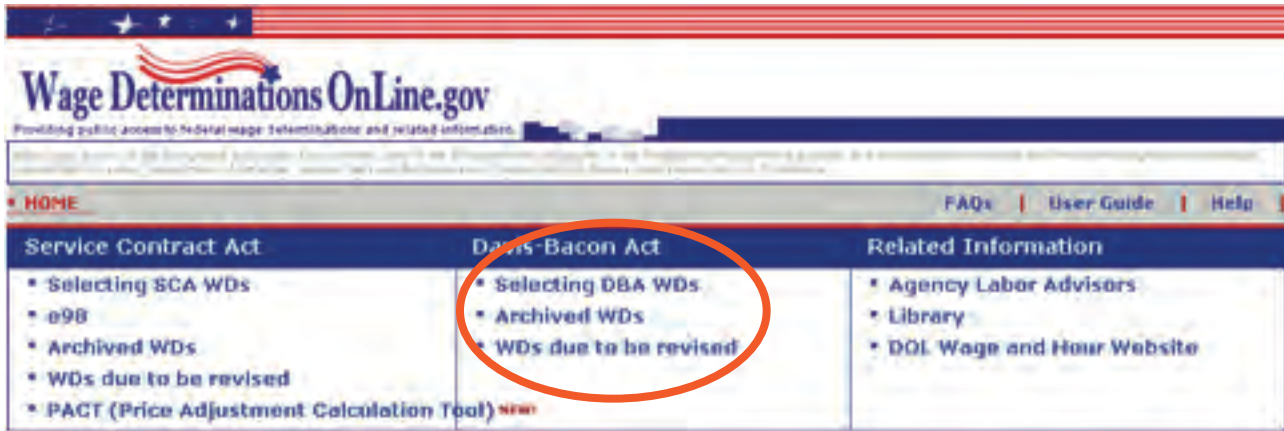 Wage Determinations OnLine.gov
Providing public access to federal wage determinations and related information.
• HOME
FAQs | User Guide | Help |
Service Contract Act
• Selecting SCA WDs
• e98
• Archived WDs
• WDs due to be revised
• PACT (Price Adjustment Calculation Tool) NEW!
Davis-Bacon Act
• Selecting DBA WDs
• Archived WDs
• WDs due to be revised
Related Information
• Agency Labor Advisors
• Library
• DOL Wage and Hour Website